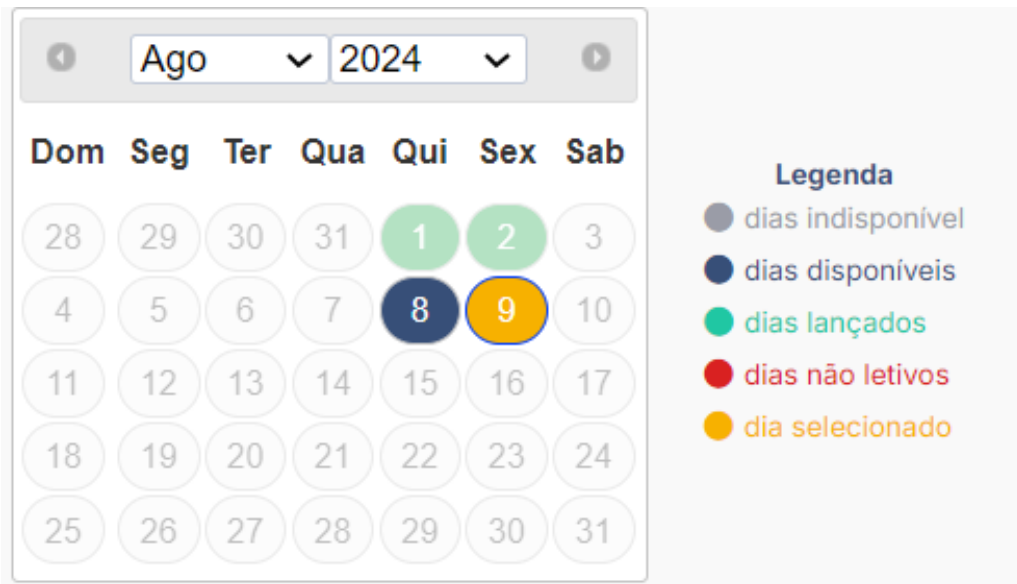 Ago 2024
Dom Seg Ter Qua Qui Sex Sab
28 29 30 31 1 2 3
4 5 6 7 8 9 10
11 12 13 14 15 16 17
18 19 20 21 22 23 24
25 26 27 28 29 30 31
Legenda
dias indisponível
dias disponíveis
dias lançados
dias não letivos
dia selecionado